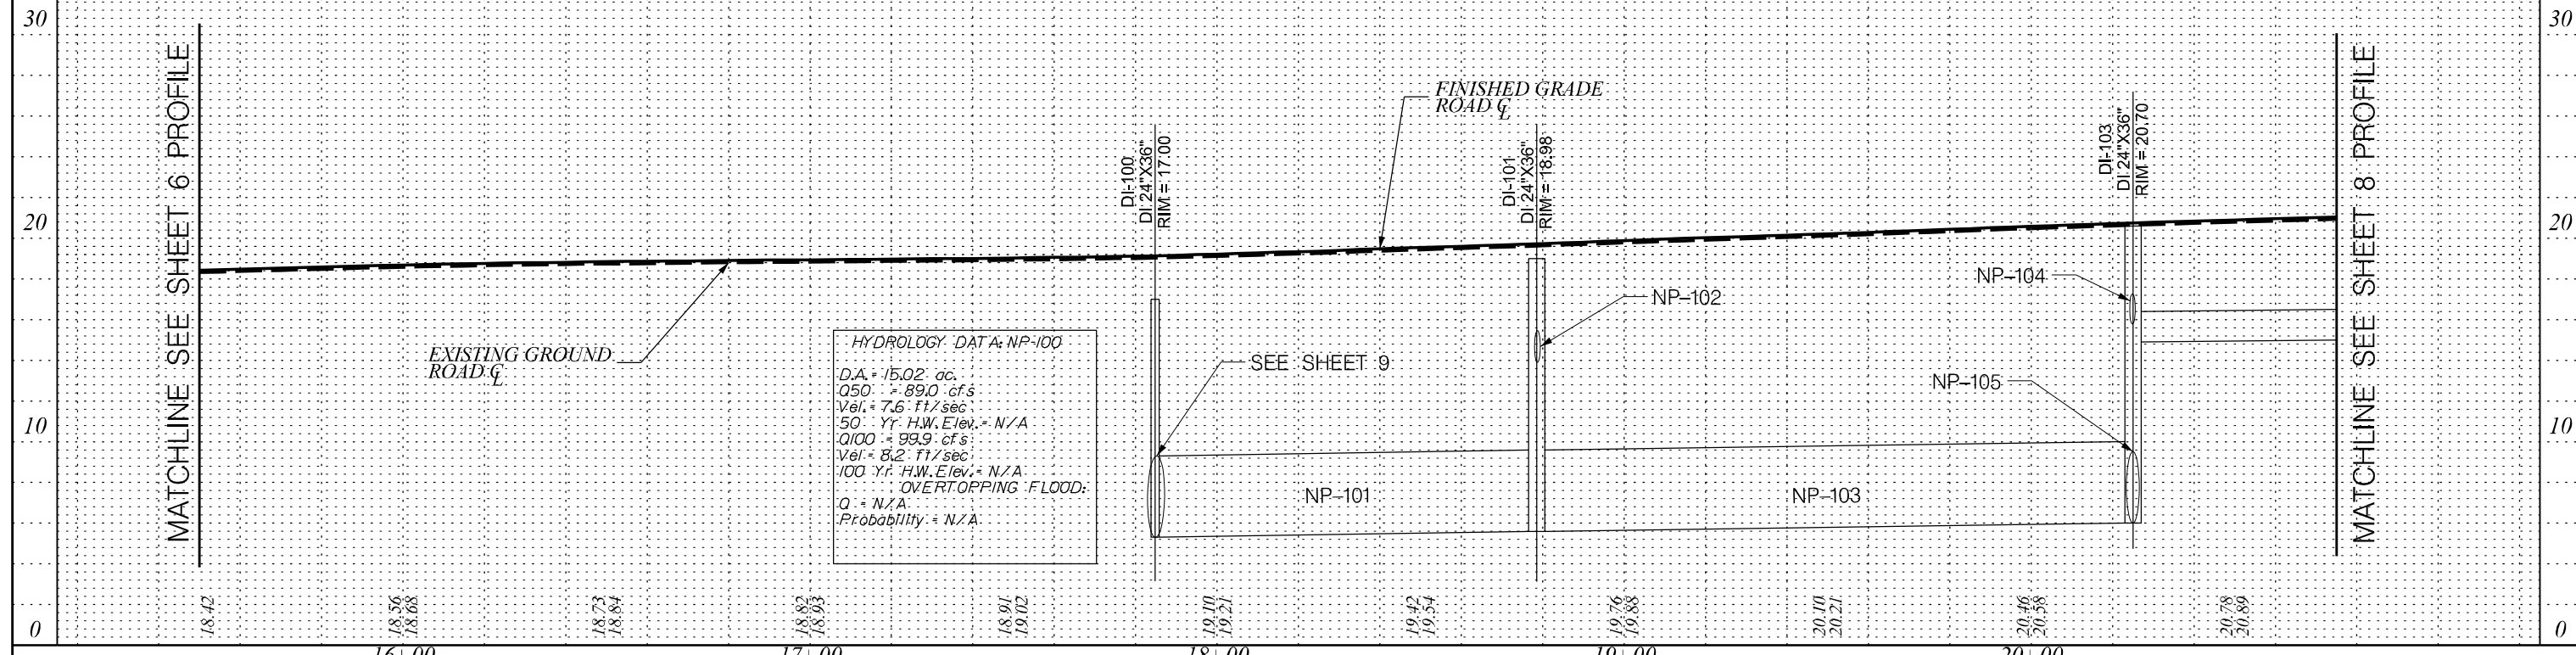 30
20
10
0
MATCHLINE SEE SHEET 6 PROFILE
EXISTING GROUND
ROAD ℄
HYDROLOGY DATA: NP-100
D.A. = 15.02 ac.
Q50 = 89.0 cfs
Vel. = 7.6 ft/sec
50 Yr H.W. Elev. = N/A
Q100 = 99.9 cfs
Vel = 8.2 ft/sec
100 Yr. H.W. Elev. = N/A
OVERTOPPING FLOOD:
Q = N/A
Probability = N/A
DI-100
DI 24"X36"
RIM = 17.00
SEE SHEET 9
NP-101
FINISHED GRADE
ROAD ℄
DI-101
DI 24"X36"
RIM = 18.98
NP-102
NP-103
DI-103
DI 24"X36"
RIM = 20.70
NP-104
NP-105
MATCHLINE SEE SHEET 8 PROFILE
30
20
10
0
18.42
18.56
18.68
18.73
18.84
18.82
18.93
18.91
19.02
19.10
19.21
19.42
19.54
19.76
19.88
20.10
20.21
20.46
20.58
20.78
20.89
16+00
17+00
18+00
19+00
20+00